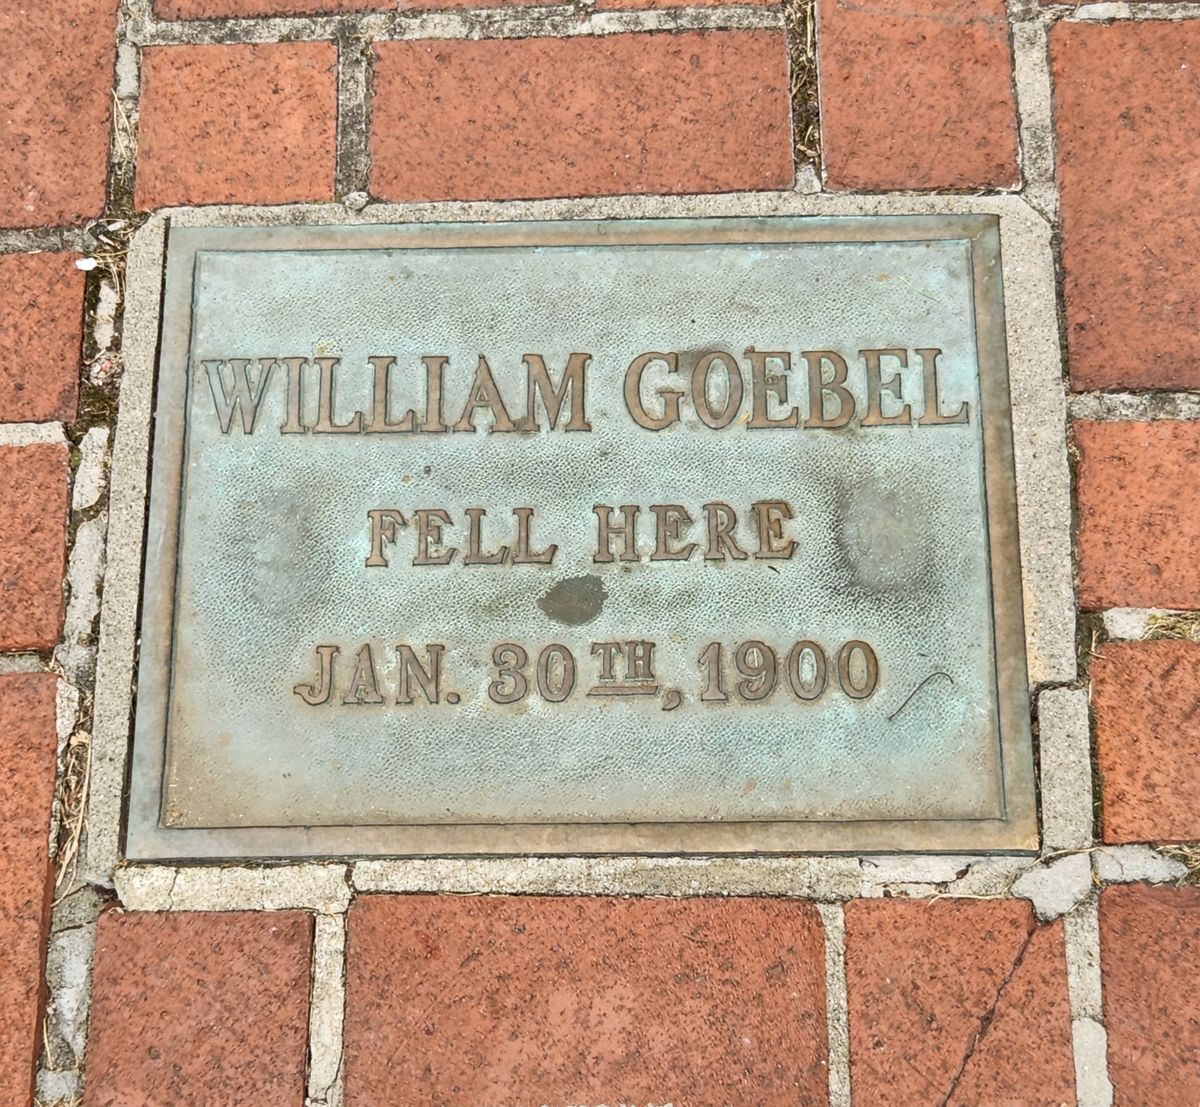 WILLIAM GOEBEL
FELL HERE
JAN. 30TH, 1900